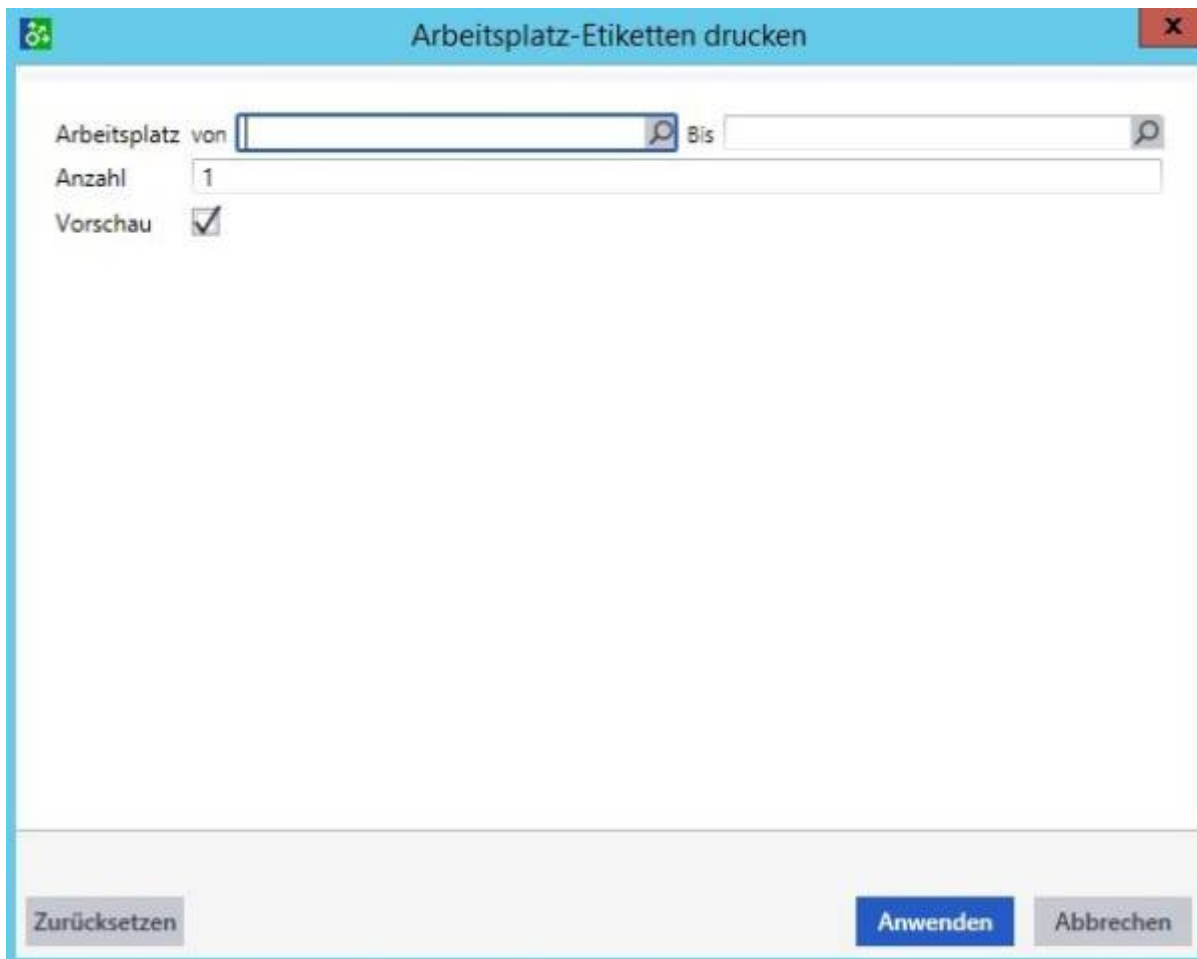 Arbeitsplatz-Etiketten drucken x
Arbeitsplatz von Bis
Anzahl 1
Vorschau
Zurücksetzen Anwenden Abbrechen